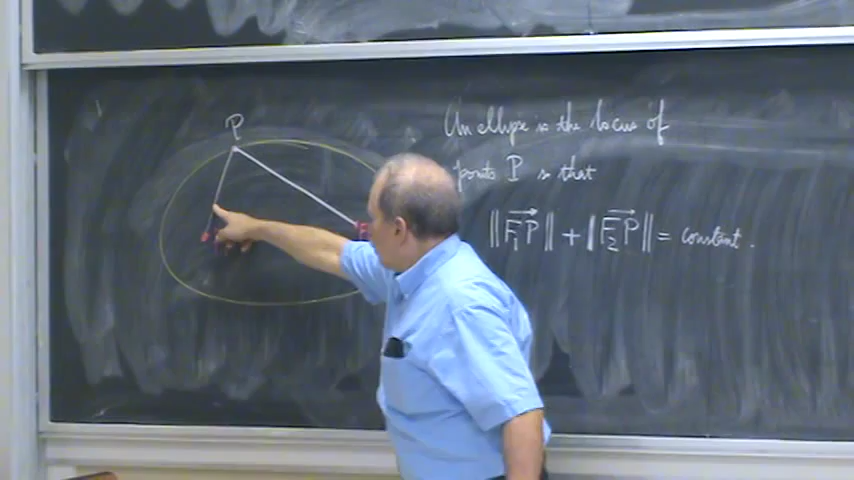 P
An ellipse is the locus of
points P so that
‖F₁P⃗‖ + ‖F₂P⃗‖ = constant.